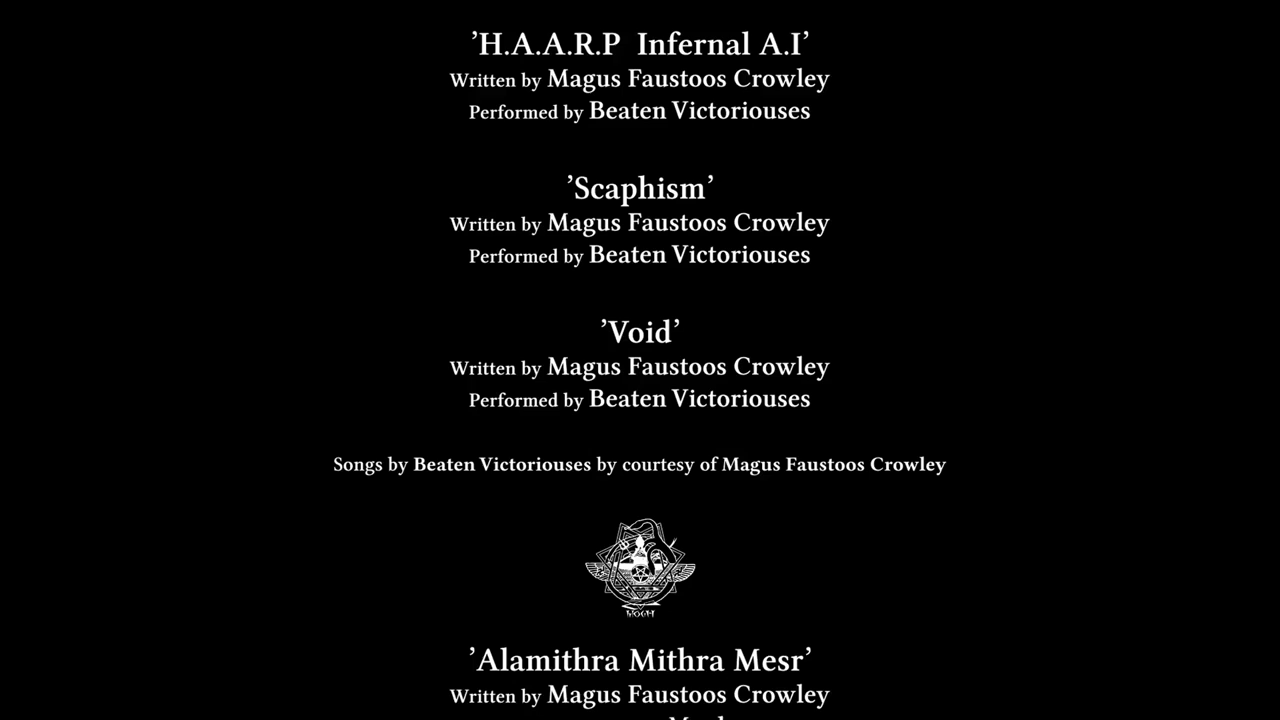 ’H.A.A.R.P Infernal A.I’
Written by Magus Faustoos Crowley
Performed by Beaten Victoriouses
’Scaphism’
Written by Magus Faustoos Crowley
Performed by Beaten Victoriouses
’Void’
Written by Magus Faustoos Crowley
Performed by Beaten Victoriouses
Songs by Beaten Victoriouses by courtesy of Magus Faustoos Crowley
’Alamithra Mithra Mesr’
Written by Magus Faustoos Crowley